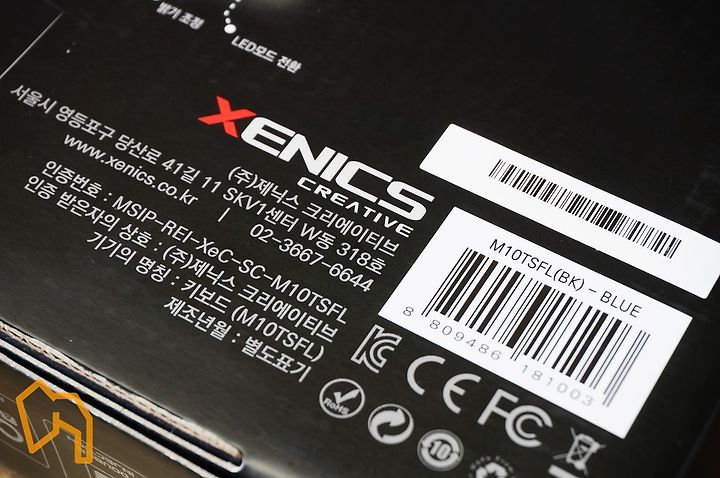 밝기 조정
LED모드 전환
XENICS
CREATIVE
(주)제닉스 크리에이티브
서울시 영등포구 당산로 41길 11 SKV1센터 W동 318호
www.xenics.co.kr | 02-3667-6644
인증번호 : MSIP-REI-XeC-SC-M10TSFL
인증 받은자의 상호 : (주)제닉스 크리에이티브
기기의 명칭 : 키보드 (M10TSFL)
제조년월 : 별도표기
M10TSFL(BK) - BLUE
8 809486 181003
CE FC
RoHS
10